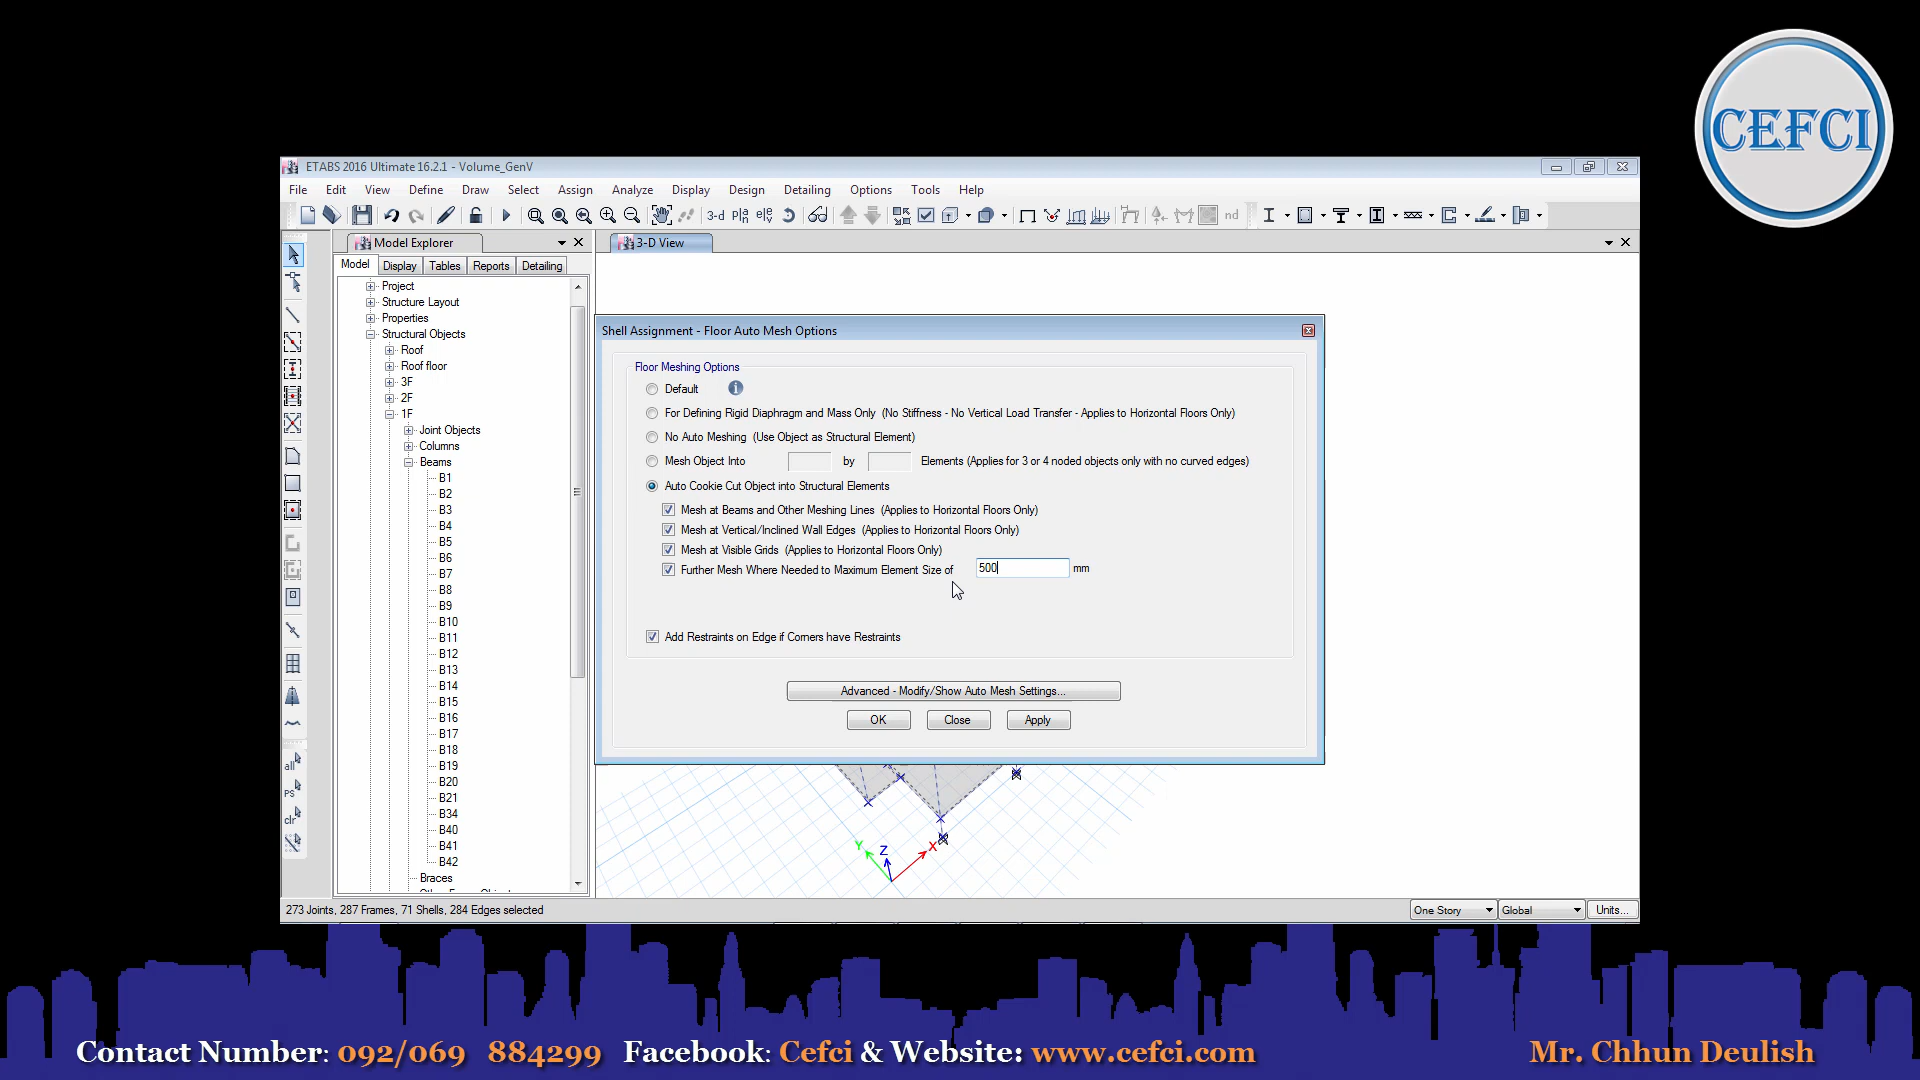 CEFCI
ETABS 2016 Ultimate 16.2.1 - Volume_GenV
File Edit View Define Draw Select Assign Analyze Display Design Detailing Options Tools Help
3-d nd
Model Explorer
3-D View
Model Display Tables Reports Detailing
Project
Structure Layout
Properties
Structural Objects
Roof
Roof floor
3F
2F
1F
Joint Objects
Columns
Beams
B1
B2
B3
B4
B5
B6
B7
B8
B9
B10
B11
B12
B13
B14
B15
B16
B17
B18
B19
B20
B21
B34
B40
B41
B42
Braces
all
PS
clr
Shell Assignment - Floor Auto Mesh Options
Floor Meshing Options
Default
For Defining Rigid Diaphragm and Mass Only (No Stiffness - No Vertical Load Transfer - Applies to Horizontal Floors Only)
No Auto Meshing (Use Object as Structural Element)
Mesh Object Into by Elements (Applies for 3 or 4 noded objects only with no curved edges)
Auto Cookie Cut Object into Structural Elements
Mesh at Beams and Other Meshing Lines (Applies to Horizontal Floors Only)
Mesh at Vertical/Inclined Wall Edges (Applies to Horizontal Floors Only)
Mesh at Visible Grids (Applies to Horizontal Floors Only)
Further Mesh Where Needed to Maximum Element Size of 500 mm
Add Restraints on Edge if Corners have Restraints
Advanced - Modify/Show Auto Mesh Settings...
OK Close Apply
Y Z X
273 Joints, 287 Frames, 71 Shells, 284 Edges selected
One Story Global Units...
Contact Number: 092/069 884299 Facebook: Cefci & Website: www.cefci.com
Mr. Chhun Deulish